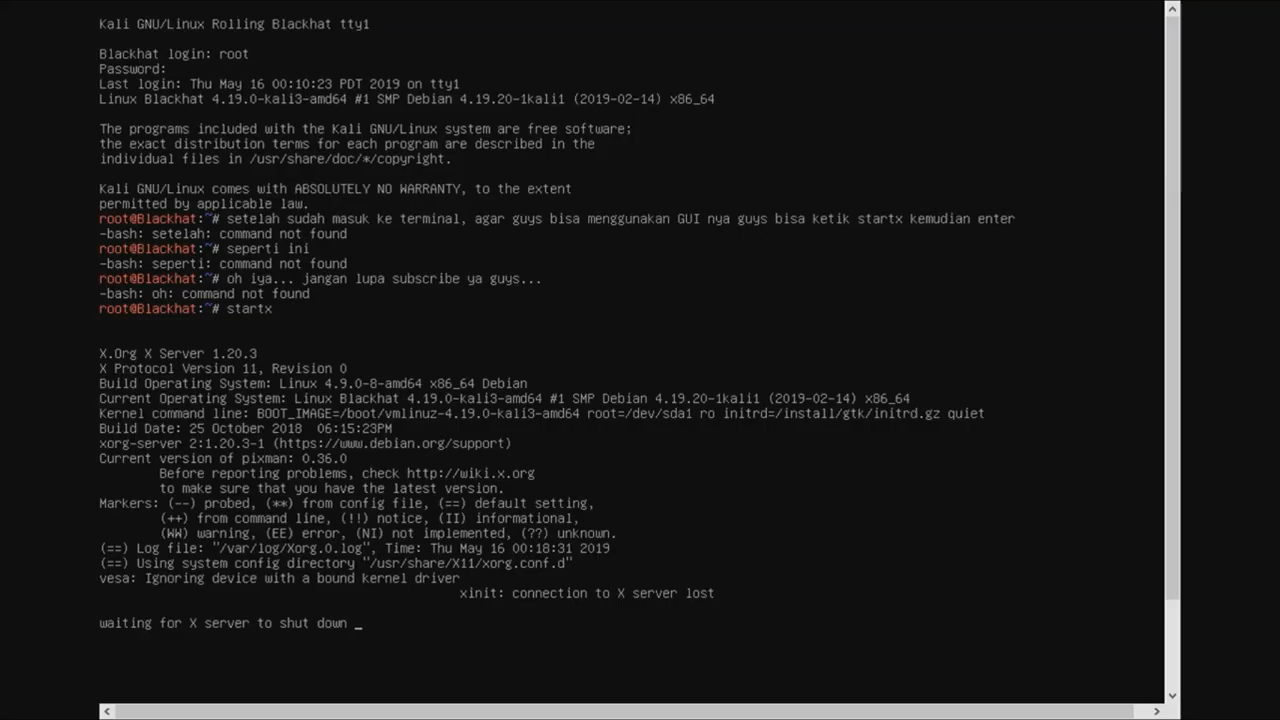 Kali GNU/Linux Rolling Blackhat tty1
Blackhat login: root
Password:
Last login: Thu May 16 00:10:23 PDT 2019 on tty1
Linux Blackhat 4.19.0-kali3-amd64 #1 SMP Debian 4.19.20-1kali1 (2019-02-14) x86_64
The programs included with the Kali GNU/Linux system are free software;
the exact distribution terms for each program are described in the
individual files in /usr/share/doc/*/copyright.
Kali GNU/Linux comes with ABSOLUTELY NO WARRANTY, to the extent
permitted by applicable law.
root@Blackhat:~# setelah sudah masuk ke terminal, agar guys bisa menggunakan GUI nya guys bisa ketik startx kemudian enter
-bash: setelah: command not found
root@Blackhat:~# seperti ini
-bash: seperti: command not found
root@Blackhat:~# oh iya... jangan lupa subscribe ya guys...
-bash: oh: command not found
root@Blackhat:~# startx
X.Org X Server 1.20.3
X Protocol Version 11, Revision 0
Build Operating System: Linux 4.9.0-8-amd64 x86_64 Debian
Current Operating System: Linux Blackhat 4.19.0-kali3-amd64 #1 SMP Debian 4.19.20-1kali1 (2019-02-14) x86_64
Kernel command line: BOOT_IMAGE=/boot/vmlinuz-4.19.0-kali3-amd64 root=/dev/sda1 ro initrd=/install/gtk/initrd.gz quiet
Build Date: 25 October 2018  06:15:23PM
xorg-server 2:1.20.3-1 (https://www.debian.org/support)
Current version of pixman: 0.36.0
Before reporting problems, check http://wiki.x.org
to make sure that you have the latest version.
Markers: (--) probed, (**) from config file, (==) default setting,
(++) from command line, (!!) notice, (II) informational,
(WW) warning, (EE) error, (NI) not implemented, (??) unknown.
(==) Log file: "/var/log/Xorg.0.log", Time: Thu May 16 00:18:31 2019
(==) Using system config directory "/usr/share/X11/xorg.conf.d"
vesa: Ignoring device with a bound kernel driver
xinit: connection to X server lost
waiting for X server to shut down _